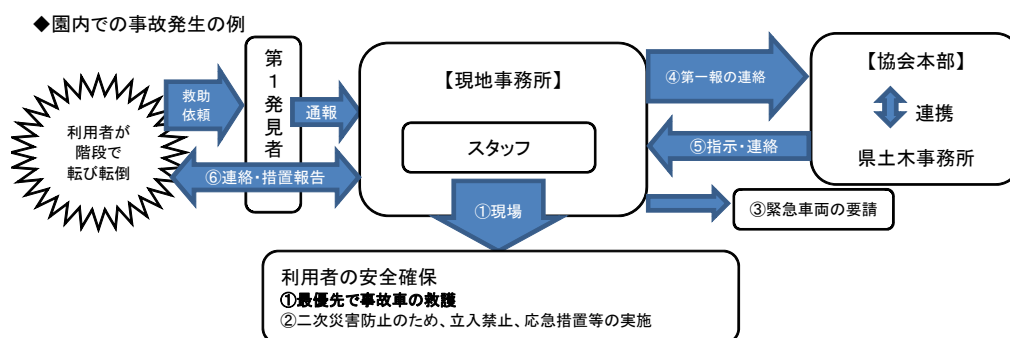 ◆園内での事故発生の例
利用者が
階段で
転び転倒
救助
依頼
第1発見者
通報
⑥連絡・措置報告
【現地事務所】
スタッフ
①現場
④第一報の連絡
⑤指示・連絡
③緊急車両の要請
【協会本部】
連携
県土木事務所
利用者の安全確保
①最優先で事故車の救護
②二次災害防止のため、立入禁止、応急措置等の実施